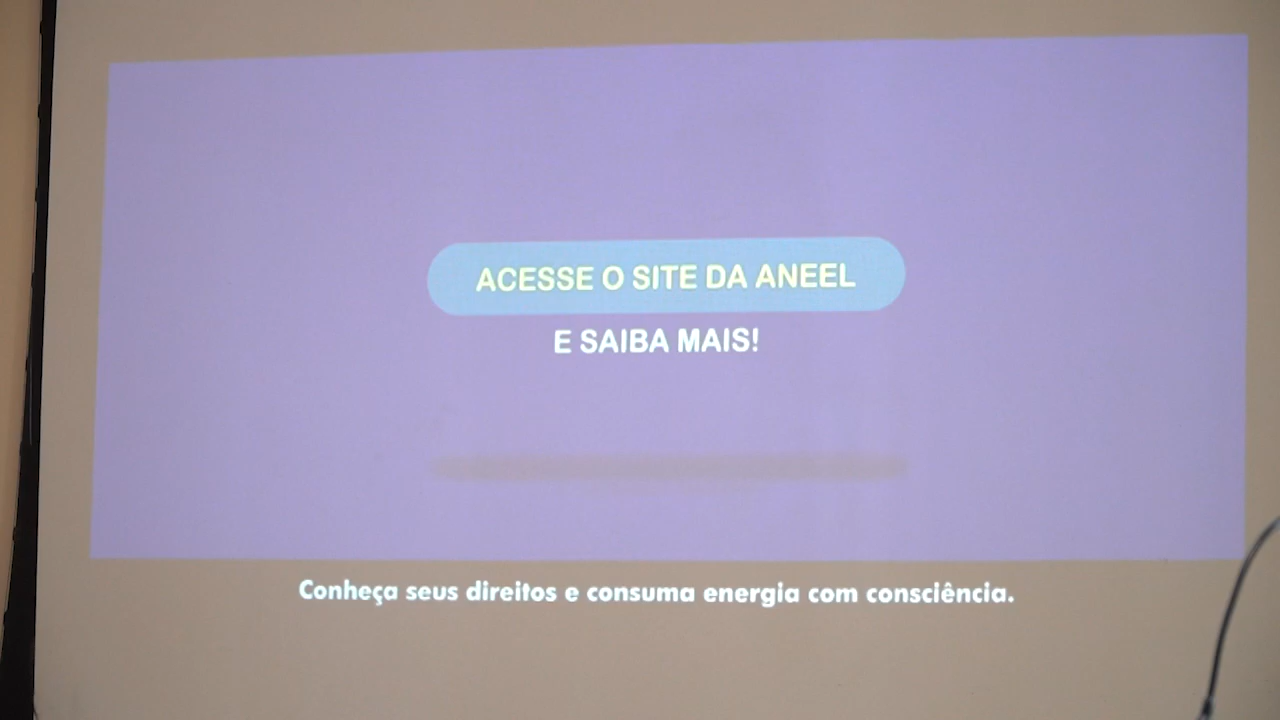 ACESSE O SITE DA ANEEL
E SAIBA MAIS!
Conheça seus direitos e consuma energia com consciência.